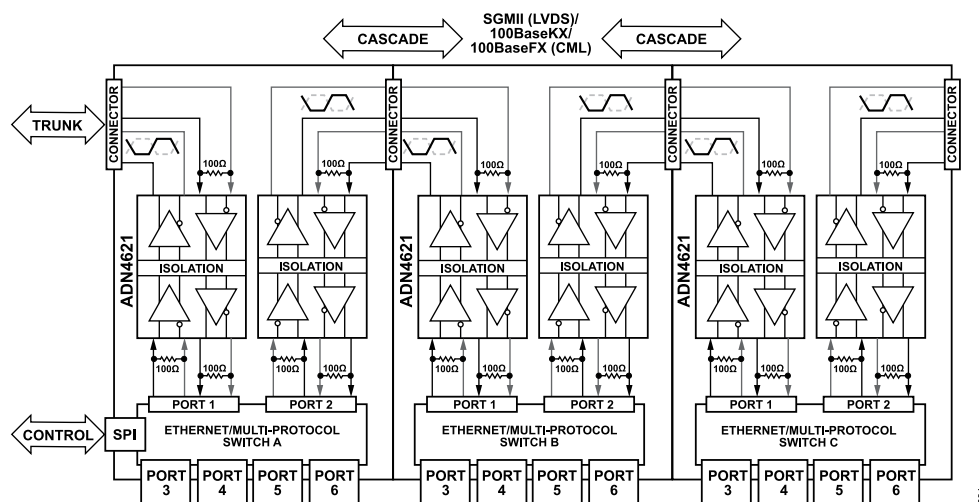 SGMII (LVDS)/
100BaseKX/
100BaseFX (CML)
CASCADE
CASCADE
TRUNK
CONNECTOR
CONNECTOR
CONNECTOR
CONNECTOR
100Ω
100Ω
100Ω
100Ω
100Ω
100Ω
ADN4621
ISOLATION
ISOLATION
ADN4621
ISOLATION
ISOLATION
ADN4621
ISOLATION
ISOLATION
100Ω
100Ω
100Ω
100Ω
100Ω
100Ω
100Ω
100Ω
100Ω
100Ω
100Ω
100Ω
PORT 1
PORT 2
PORT 1
PORT 2
PORT 1
PORT 2
CONTROL
SPI
ETHERNET/MULTI-PROTOCOL
SWITCH A
ETHERNET/MULTI-PROTOCOL
SWITCH B
ETHERNET/MULTI-PROTOCOL
SWITCH C
PORT
3
PORT
4
PORT
5
PORT
6
PORT
3
PORT
4
PORT
5
PORT
6
PORT
3
PORT
4
PORT
5
PORT
6